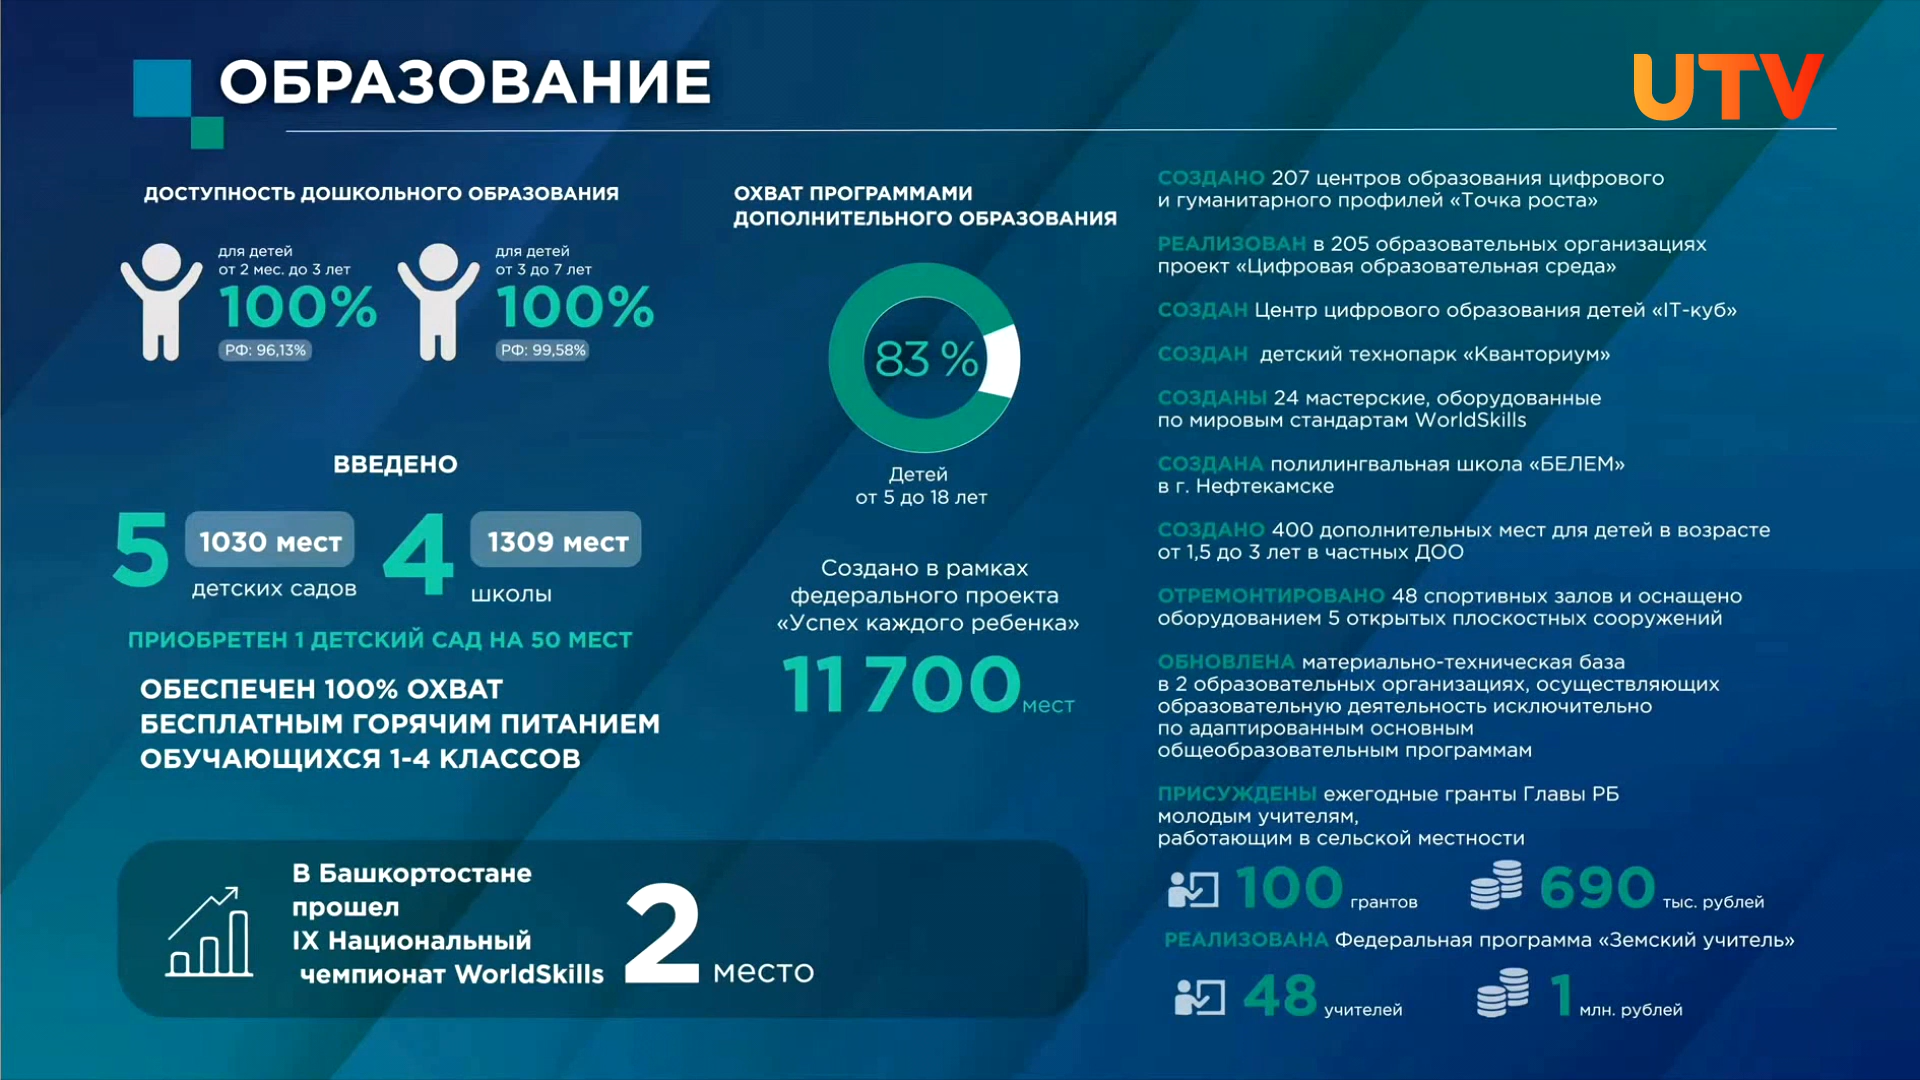 ОБРАЗОВАНИЕ
UTV
ДОСТУПНОСТЬ ДОШКОЛЬНОГО ОБРАЗОВАНИЯ
для детей
от 2 мес. до 3 лет
100%
РФ: 96,13%
для детей
от 3 до 7 лет
100%
РФ: 99,58%
ВВЕДЕНО
5
1030 мест
детских садов
4
1309 мест
школы
ПРИОБРЕТЕН 1 ДЕТСКИЙ САД НА 50 МЕСТ
ОБЕСПЕЧЕН 100% ОХВАТ
БЕСПЛАТНЫМ ГОРЯЧИМ ПИТАНИЕМ
ОБУЧАЮЩИХСЯ 1-4 КЛАССОВ
ОХВАТ ПРОГРАММАМИ
ДОПОЛНИТЕЛЬНОГО ОБРАЗОВАНИЯ
83 %
Детей
от 5 до 18 лет
Создано в рамках
федерального проекта
«Успех каждого ребенка»
11 700 мест
В Башкортостане
прошел
IX Национальный
чемпионат WorldSkills
2 место
СОЗДАНО 207 центров образования цифрового
и гуманитарного профилей «Точка роста»
РЕАЛИЗОВАН в 205 образовательных организациях
проект «Цифровая образовательная среда»
СОЗДАН Центр цифрового образования детей «IT-куб»
СОЗДАН детский технопарк «Кванториум»
СОЗДАНЫ 24 мастерские, оборудованные
по мировым стандартам WorldSkills
СОЗДАНА полилингвальная школа «БЕЛЕМ»
в г. Нефтекамске
СОЗДАНО 400 дополнительных мест для детей в возрасте
от 1,5 до 3 лет в частных ДОО
ОТРЕМОНТИРОВАНО 48 спортивных залов и оснащено
оборудованием 5 открытых плоскостных сооружений
ОБНОВЛЕНА материально-техническая база
в 2 образовательных организациях, осуществляющих
образовательную деятельность исключительно
по адаптированным основным
общеобразовательным программам
ПРИСУЖДЕНЫ ежегодные гранты Главы РБ
молодым учителям,
работающим в сельской местности
100 грантов
690 тыс. рублей
РЕАЛИЗОВАНА Федеральная программа «Земский учитель»
48 учителей
1 млн. рублей